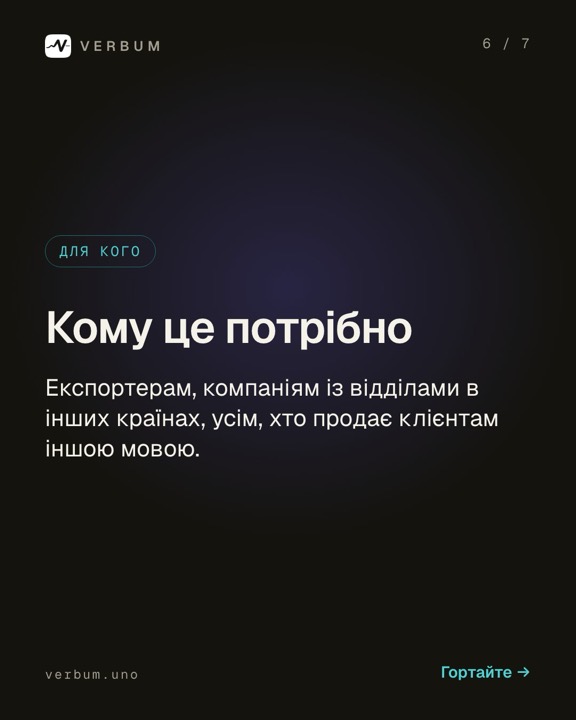 VERBUM
6 / 7
ДЛЯ КОГО
Кому це потрібно
Експортерам, компаніям із відділами в
інших країнах, усім, хто продає клієнтам
іншою мовою.
verbum.uno
Гортайте →